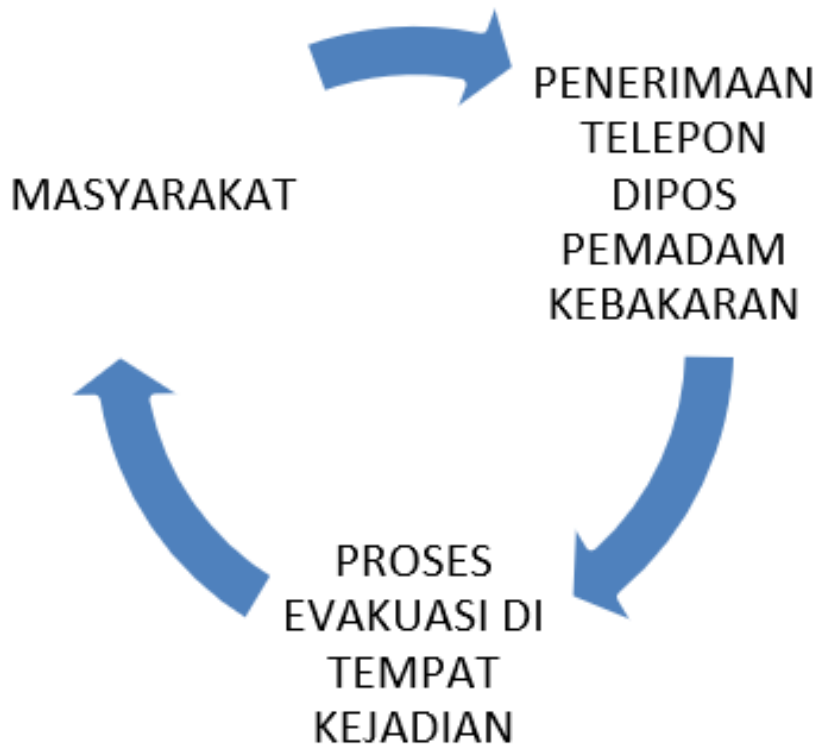 MASYARAKAT
PENERIMAAN
TELEPON
DIPOS
PEMADAM
KEBAKARAN
PROSES
EVAKUASI DI
TEMPAT
KEJADIAN